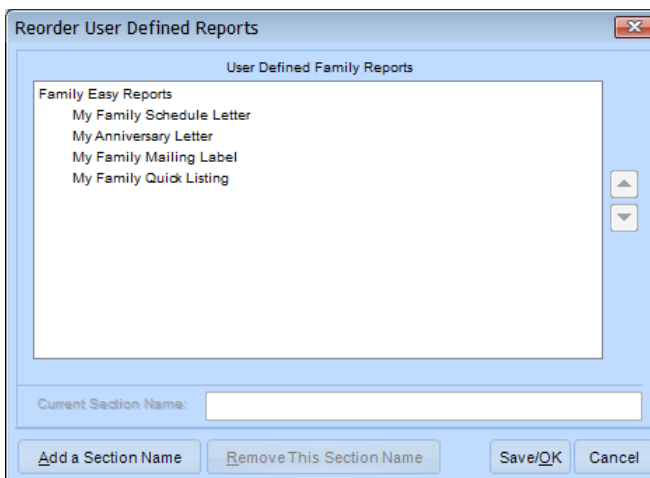 Reorder User Defined Reports
User Defined Family Reports
Family Easy Reports
My Family Schedule Letter
My Anniversary Letter
My Family Mailing Label
My Family Quick Listing
Current Section Name:
Add a Section Name
Remove This Section Name
Save/OK
Cancel